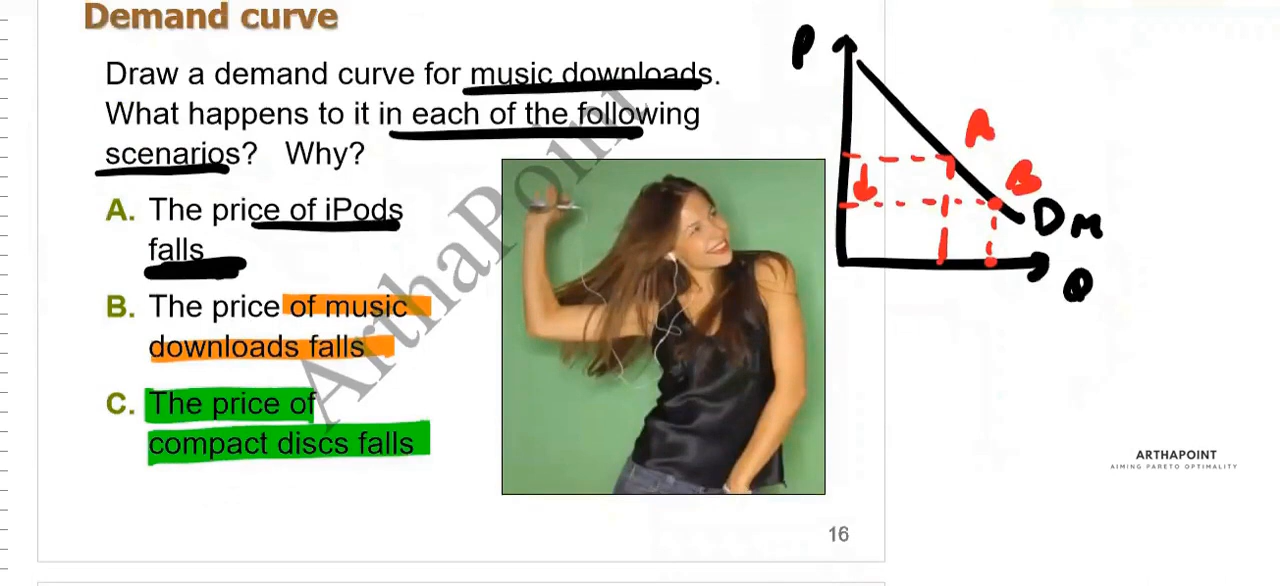 Demand curve
Draw a demand curve for music downloads.
What happens to it in each of the following
scenarios? Why?
A. The price of iPods
falls
B. The price of music
downloads falls
C. The price of
compact discs falls
P
A
B
D M
Q
ArthaPoint
ARTHAPOINT
AIMING PARETO OPTIMALITY
16